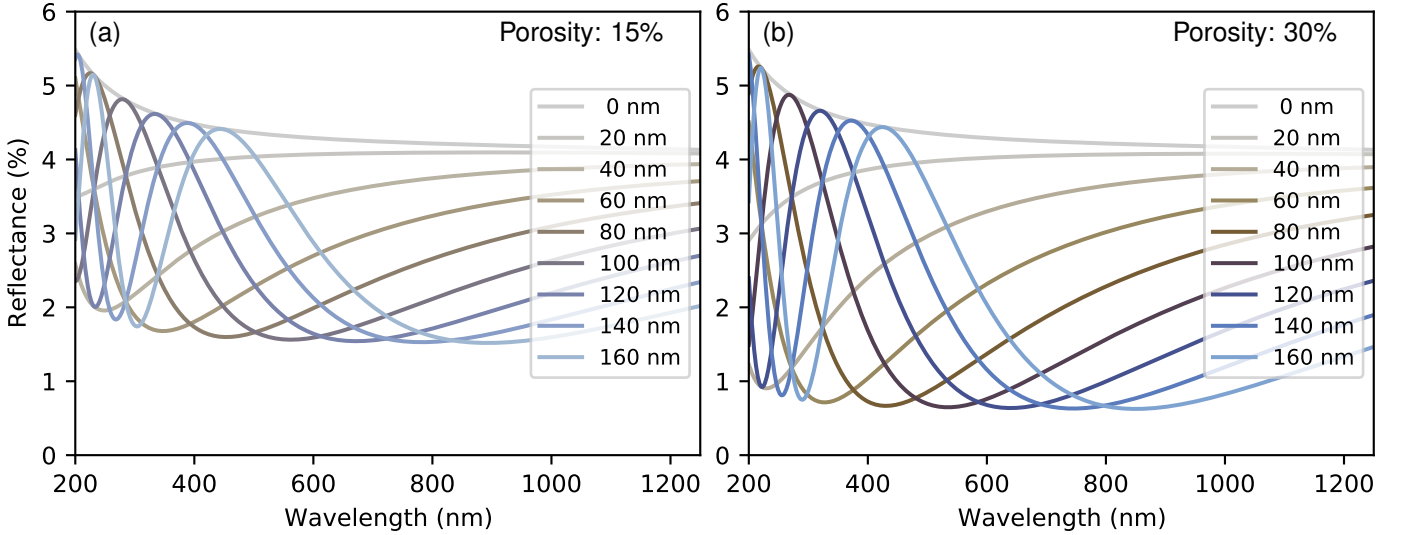 (a) Porosity: 15%
6
5
4
3
2
1
0
Reflectance (%)
0 nm
20 nm
40 nm
60 nm
80 nm
100 nm
120 nm
140 nm
160 nm
200 400 600 800 1000 1200
Wavelength (nm)
(b) Porosity: 30%
6
5
4
3
2
1
0
0 nm
20 nm
40 nm
60 nm
80 nm
100 nm
120 nm
140 nm
160 nm
200 400 600 800 1000 1200
Wavelength (nm)